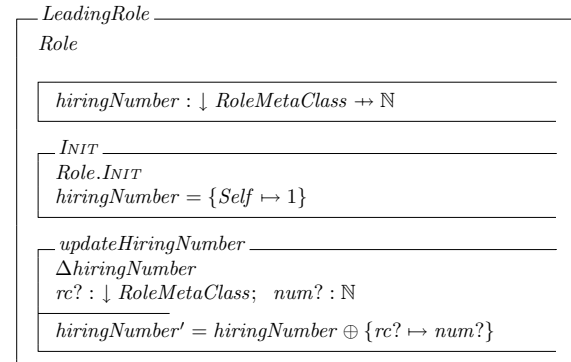 LeadingRole
Role
hiringNumber : ↓ RoleMetaClass ⇸ ℕ
INIT
Role.INIT
hiringNumber = {Self ↦ 1}
updateHiringNumber
ΔhiringNumber
rc? : ↓ RoleMetaClass; num? : ℕ
hiringNumber′ = hiringNumber ⊕ {rc? ↦ num?}